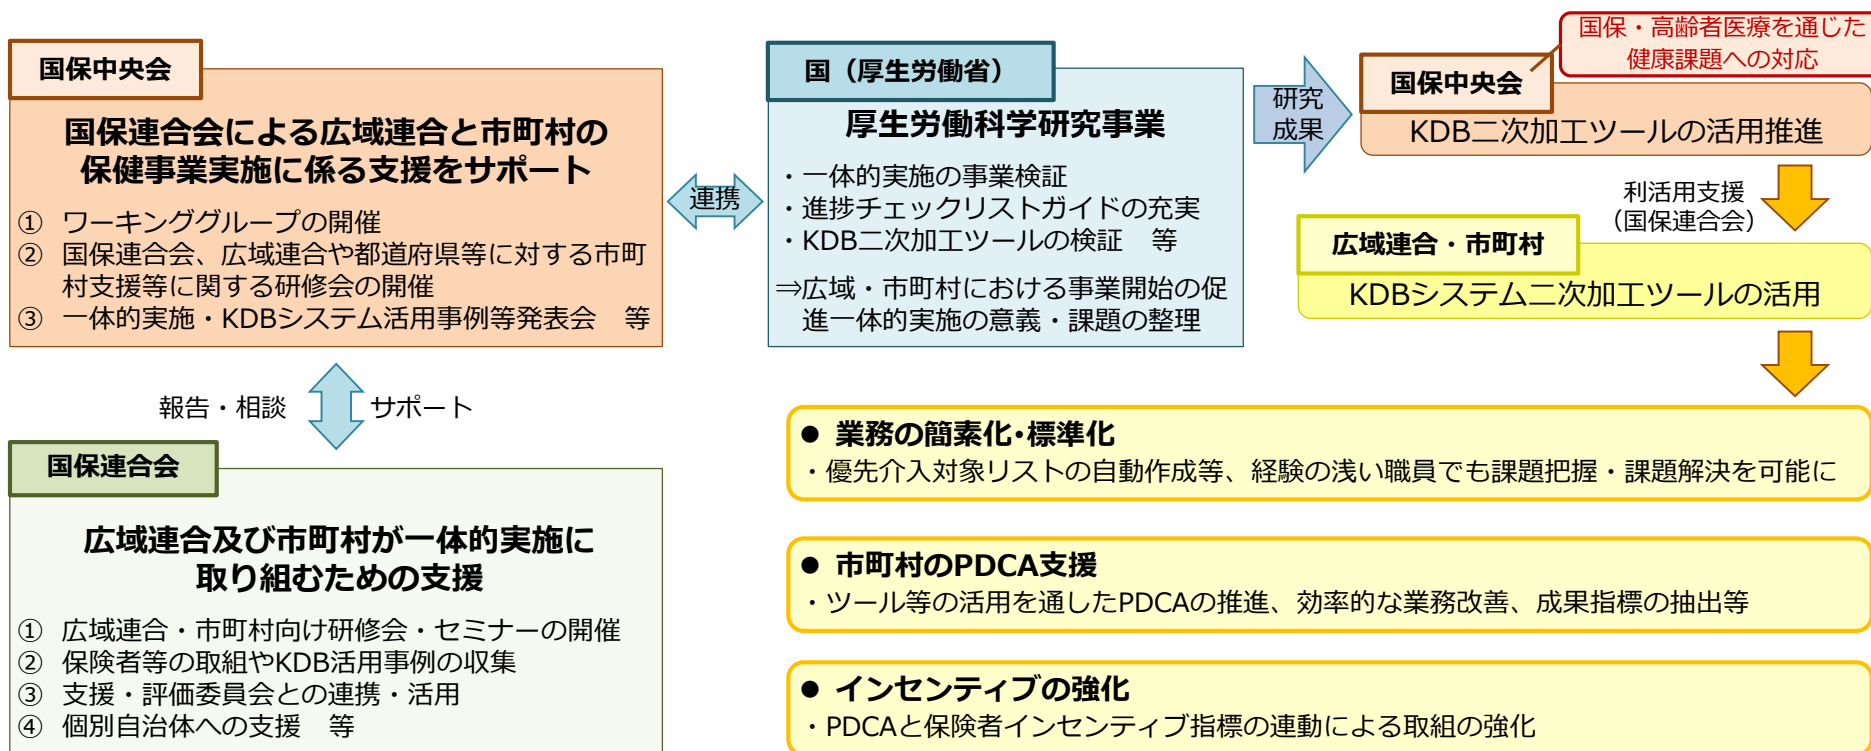 国保中央会
国保連合会による広域連合と市町村の
保健事業実施に係る支援をサポート
① ワーキンググループの開催
② 国保連合会、広域連合や都道府県等に対する市町
村支援等に関する研修会の開催
③ 一体的実施・KDBシステム活用事例等発表会 等
報告・相談
サポート
国保連合会
広域連合及び市町村が一体的実施に
取り組むための支援
① 広域連合・市町村向け研修会・セミナーの開催
② 保険者等の取組やKDB活用事例の収集
③ 支援・評価委員会との連携・活用
④ 個別自治体への支援 等
連携
国（厚生労働省）
厚生労働科学研究事業
・一体的実施の事業検証
・進捗チェックリストガイドの充実
・KDB二次加工ツールの検証 等
⇒広域・市町村における事業開始の促
進一体的実施の意義・課題の整理
研究
成果
国保・高齢者医療を通じた
健康課題への対応
国保中央会
KDB二次加工ツールの活用推進
利活用支援
（国保連合会）
広域連合・市町村
KDBシステム二次加工ツールの活用
● 業務の簡素化・標準化
・優先介入対象リストの自動作成等、経験の浅い職員でも課題把握・課題解決を可能に
● 市町村のPDCA支援
・ツール等の活用を通したPDCAの推進、効率的な業務改善、成果指標の抽出等
● インセンティブの強化
・PDCAと保険者インセンティブ指標の連動による取組の強化